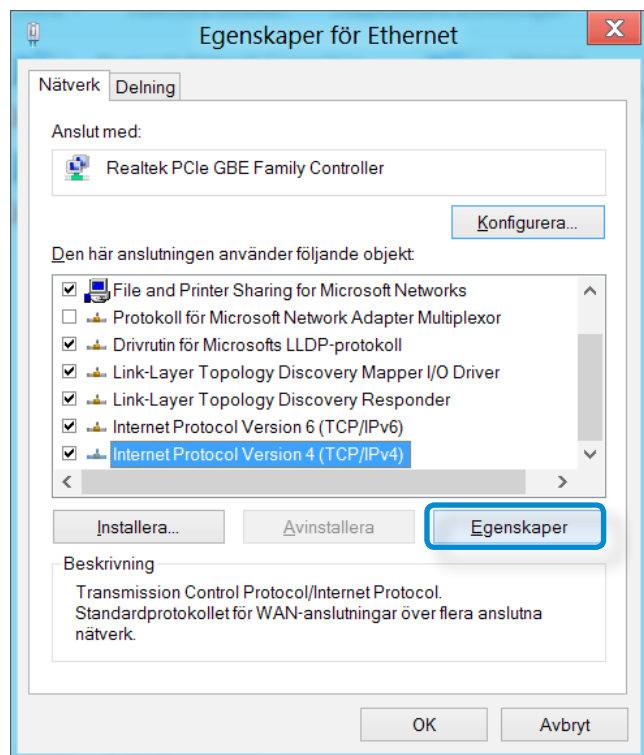 Egenskaper för Ethernet
Nätverk Delning
Anslut med:
Realtek PCIe GBE Family Controller
Konfigurera...
Den här anslutningen använder följande objekt:
File and Printer Sharing for Microsoft Networks
Protokoll för Microsoft Network Adapter Multiplexor
Drivrutin för Microsofts LLDP-protokoll
Link-Layer Topology Discovery Mapper I/O Driver
Link-Layer Topology Discovery Responder
Internet Protocol Version 6 (TCP/IPv6)
Internet Protocol Version 4 (TCP/IPv4)
Installera... Avinstallera Egenskaper
Beskrivning
Transmission Control Protocol/Internet Protocol.
Standardprotokollet för WAN-anslutningar över flera anslutna
nätverk.
OK Avbryt